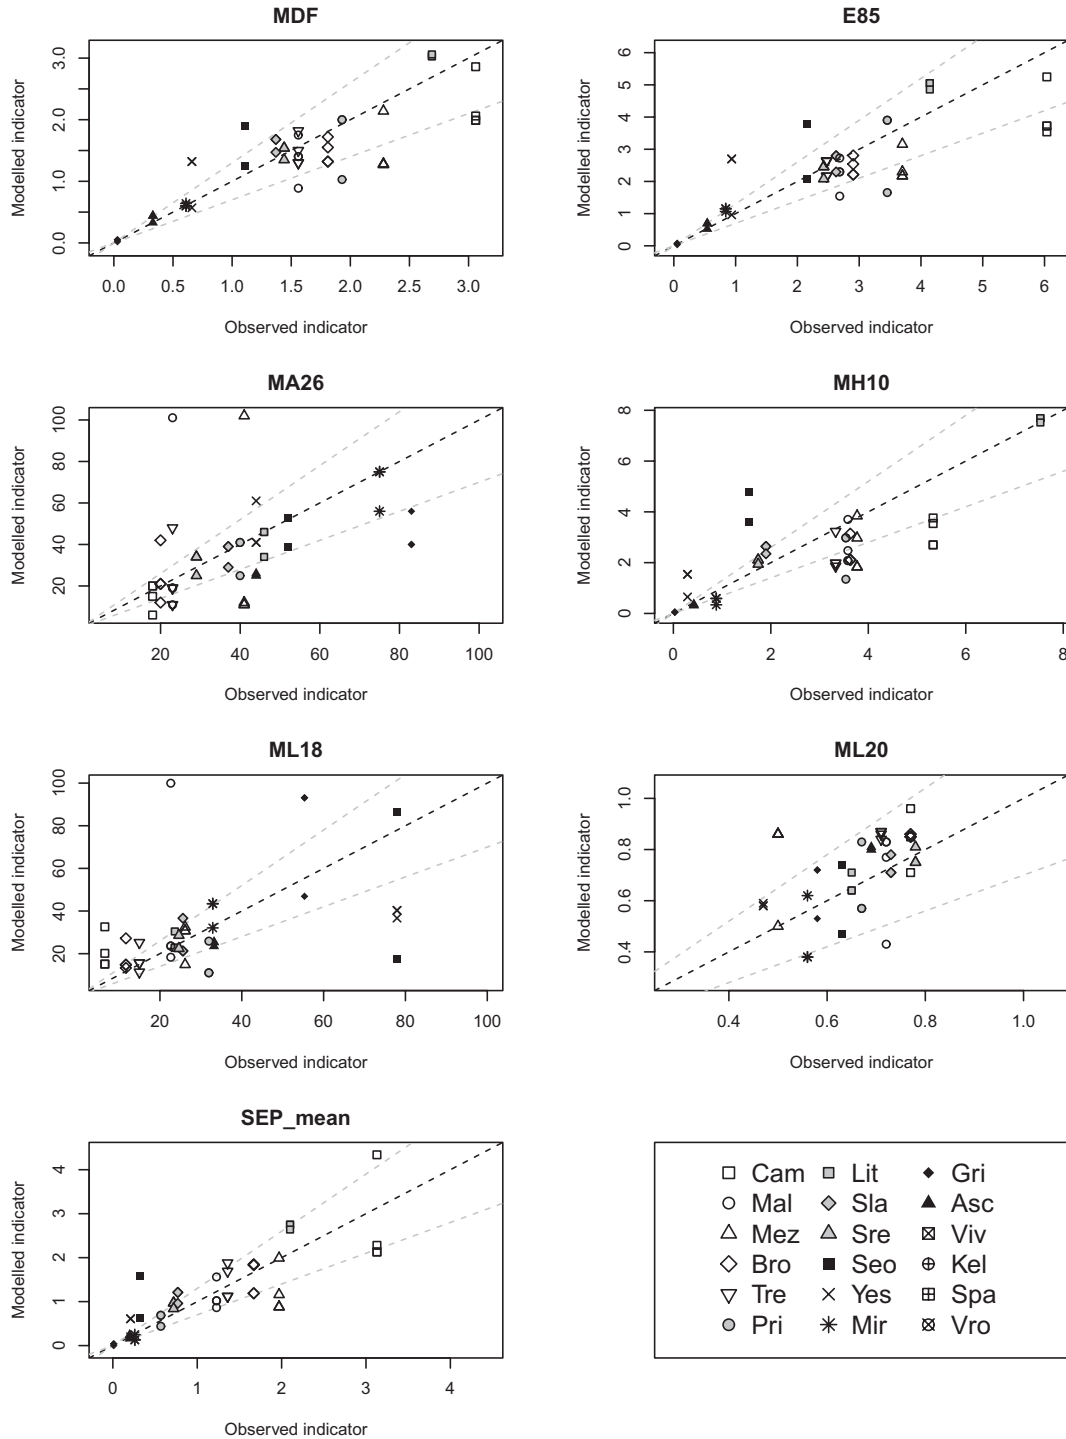 MDF
E85
Modelled indicator
0.0 1.0 2.0 3.0
0.0 0.5 1.0 1.5 2.0 2.5 3.0
Observed indicator
Modelled indicator
0 1 2 3 4 5 6
0 1 2 3 4 5 6
Observed indicator
MA26
MH10
Modelled indicator
20 40 60 80 100
20 40 60 80 100
Observed indicator
Modelled indicator
0 2 4 6 8
0 2 4 6 8
Observed indicator
ML18
ML20
Modelled indicator
20 40 60 80 100
20 40 60 80 100
Observed indicator
Modelled indicator
0.4 0.6 0.8 1.0
0.4 0.6 0.8 1.0
Observed indicator
SEP_mean
Modelled indicator
0 1 2 3 4
0 1 2 3 4
Observed indicator
Cam Lit Gri
Mal Sla Asc
Mez Sre Viv
Bro Seo Kel
Tre Yes Spa
Pri Mir Vro